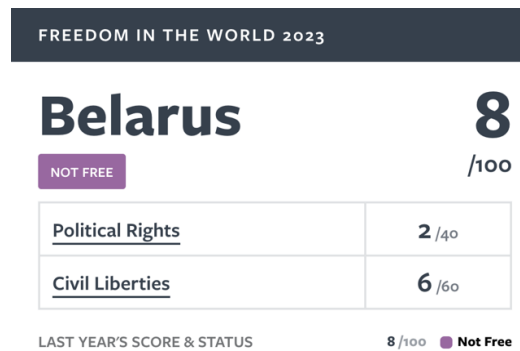 FREEDOM IN THE WORLD 2023
Belarus 8
NOT FREE /100
Political Rights 2 /40
Civil Liberties 6 /60
LAST YEAR'S SCORE & STATUS 8 /100 Not Free